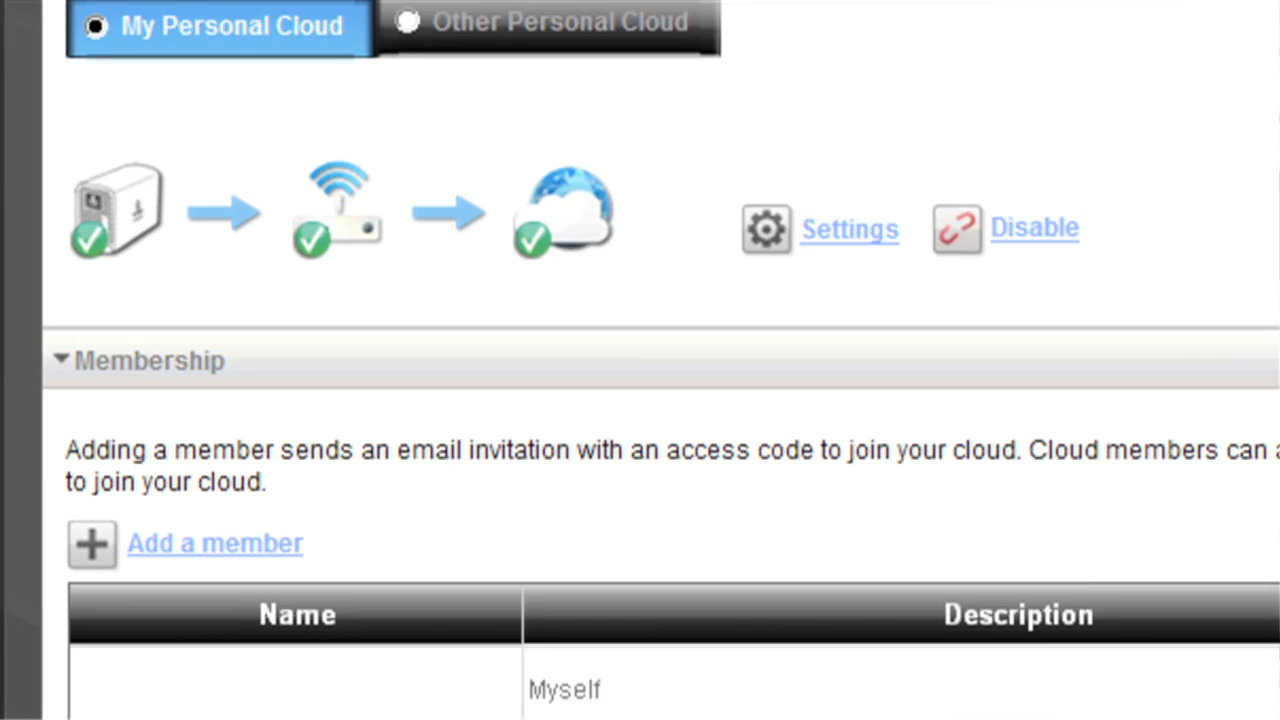 My Personal Cloud
Other Personal Cloud
Settings
Disable
Membership
Adding a member sends an email invitation with an access code to join your cloud. Cloud members can
to join your cloud.
Add a member
Name
Description
Myself